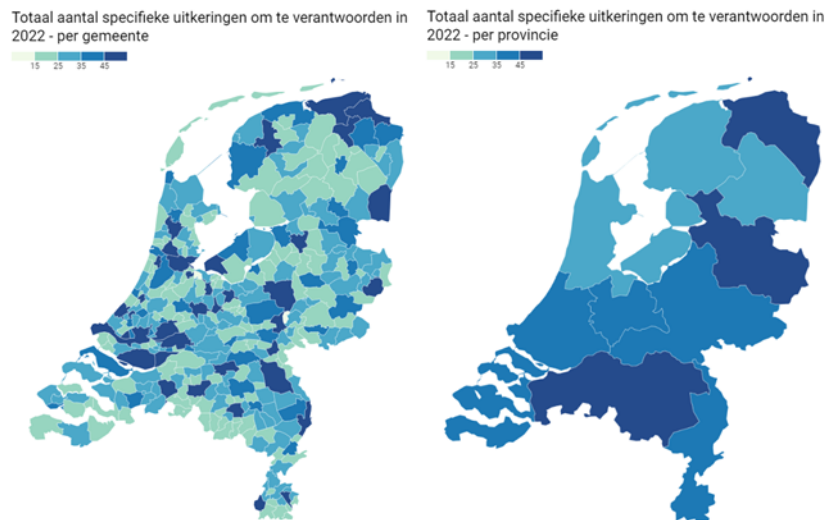 Totaal aantal specifieke uitkeringen om te verantwoorden in
2022 - per gemeente
15 25 35 45
Totaal aantal specifieke uitkeringen om te verantwoorden in
2022 - per provincie
15 25 35 45